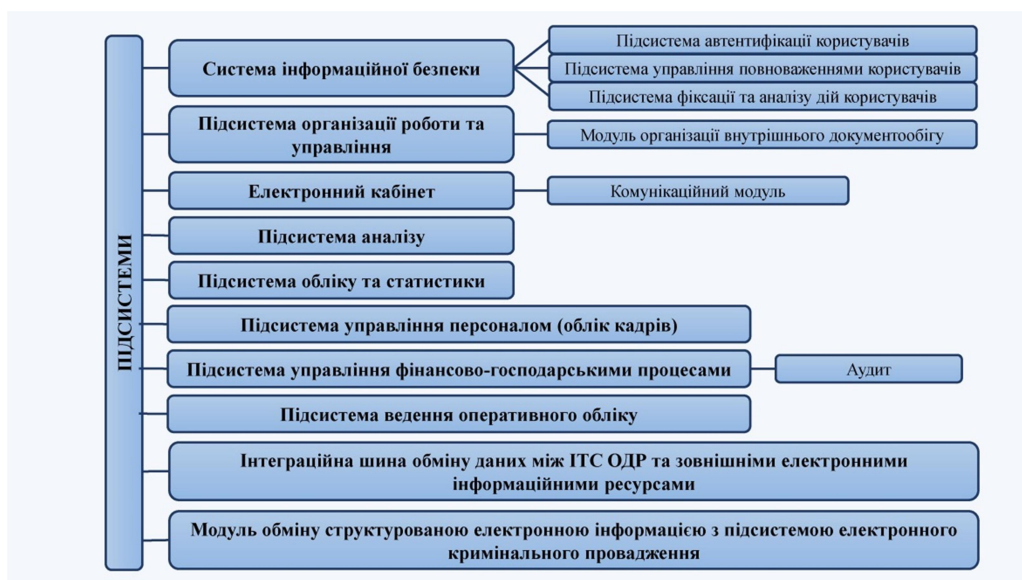 ПІДСИСТЕМИ
Система інформаційної безпеки
Підсистема автентифікації користувачів
Підсистема управління повноваженнями користувачів
Підсистема фіксації та аналізу дій користувачів
Підсистема організації роботи та
управління
Модуль організації внутрішнього документообігу
Електронний кабінет
Комунікаційний модуль
Підсистема аналізу
Підсистема обліку та статистики
Підсистема управління персоналом (облік кадрів)
Підсистема управління фінансово-господарськими процесами
Аудит
Підсистема ведення оперативного обліку
Інтеграційна шина обміну даних між ІТС ОДР та зовнішніми електронними
інформаційними ресурсами
Модуль обміну структурованою електронною інформацією з підсистемою електронного
кримінального провадження